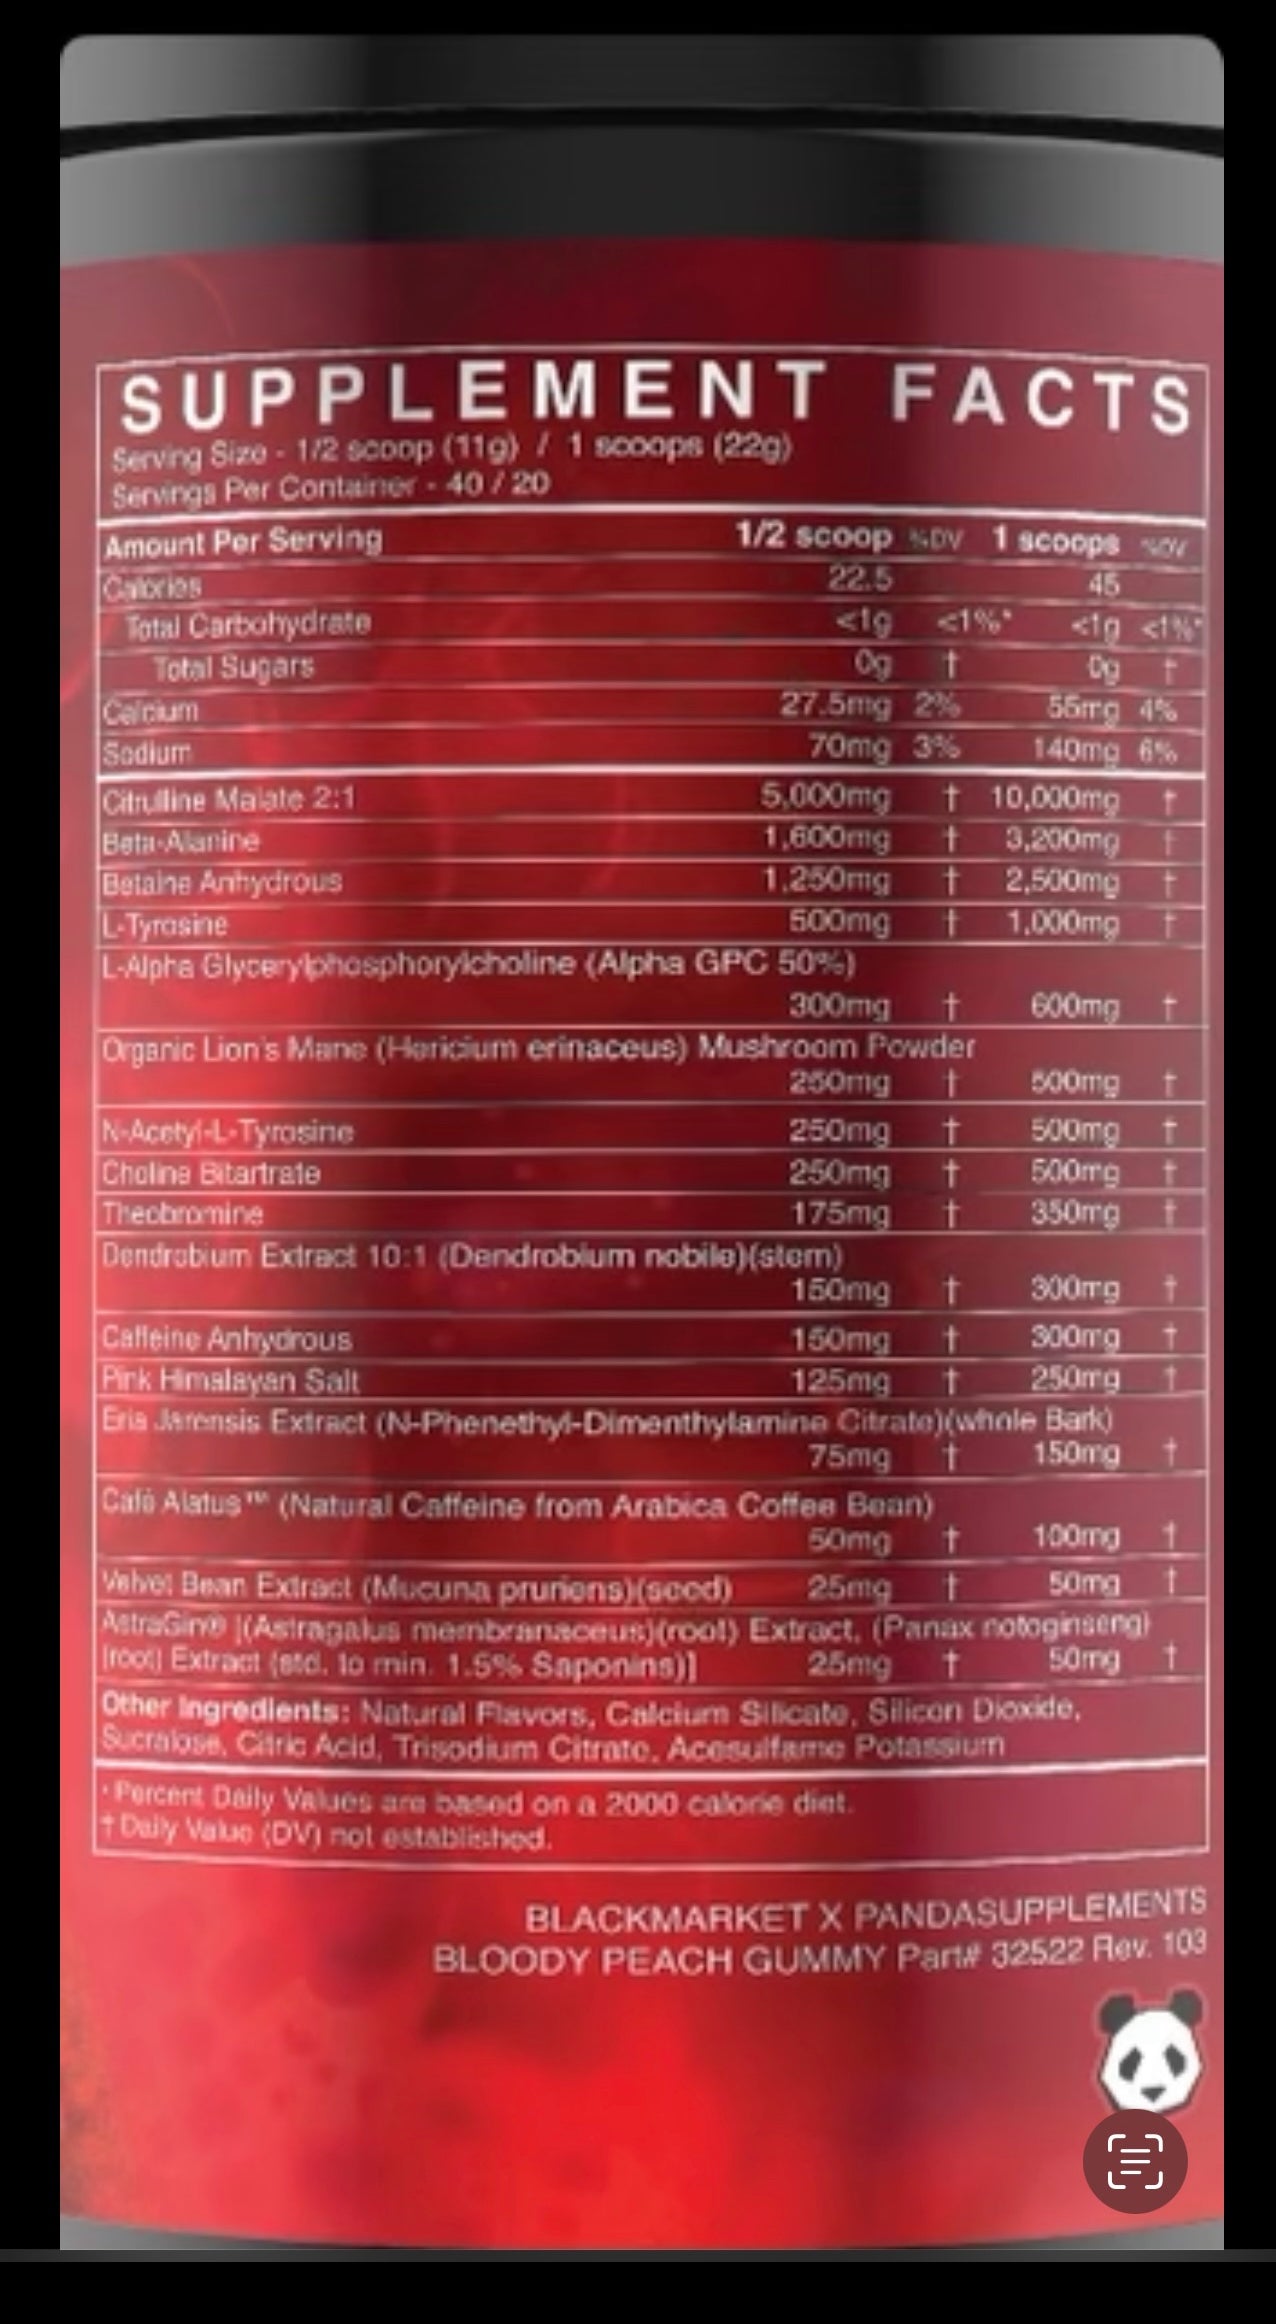 SUPPLEMENT FACTS
Serving Size - 1/2 scoop (11g) / 1 scoops (22g)
Servings Per Container - 40 / 20
Amount Per Serving 1/2 scoop %DV 1 scoops %DV
Calories 22.5 45
Total Carbohydrate <1g <1%* <1g <1%*
Total Sugars 0g † 0g †
Calcium 27.5mg 2% 55mg 4%
Sodium 70mg 3% 140mg 6%
Citrulline Malate 2:1 5,000mg † 10,000mg †
Beta-Alanine 1,600mg † 3,200mg †
Betaine Anhydrous 1,250mg † 2,500mg †
L-Tyrosine 500mg † 1,000mg †
L-Alpha Glycerylphosphorylcholine (Alpha GPC 50%)
300mg † 600mg †
Organic Lion's Mane (Hericium erinaceus) Mushroom Powder
250mg † 500mg †
N-Acetyl-L-Tyrosine 250mg † 500mg †
Choline Bitartrate 250mg † 500mg †
Theobromine 175mg † 350mg †
Dendrobium Extract 10:1 (Dendrobium nobile)(stem)
150mg † 300mg †
Caffeine Anhydrous 150mg † 300mg †
Pink Himalayan Salt 125mg † 250mg †
Eria Jarensis Extract (N-Phenethyl-Dimenthylamine Citrate)(whole Bark)
75mg † 150mg †
Café Alatus™ (Natural Caffeine from Arabica Coffee Bean)
50mg † 100mg †
Velvet Bean Extract (Mucuna pruriens)(seed) 25mg † 50mg †
AstraGin® [(Astragalus membranaceus)(root) Extract, (Panax notoginseng)
(root) Extract (std. to min. 1.5% Saponins)] 25mg † 50mg †
Other Ingredients: Natural Flavors, Calcium Silicate, Silicon Dioxide,
Sucralose, Citric Acid, Trisodium Citrate, Acesulfame Potassium
* Percent Daily Values are based on a 2000 calorie diet.
† Daily Value (DV) not established.
BLACKMARKET X PANDASUPPLEMENTS
BLOODY PEACH GUMMY Part# 32522 Rev. 103